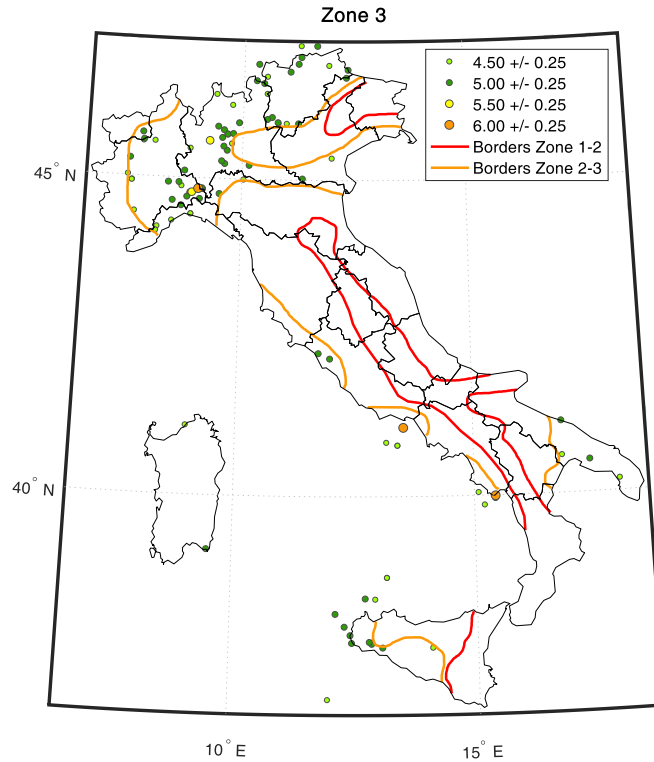 Zone 3
4.50 +/- 0.25
5.00 +/- 0.25
5.50 +/- 0.25
6.00 +/- 0.25
Borders Zone 1-2
Borders Zone 2-3
45° N
40° N
10° E
15° E